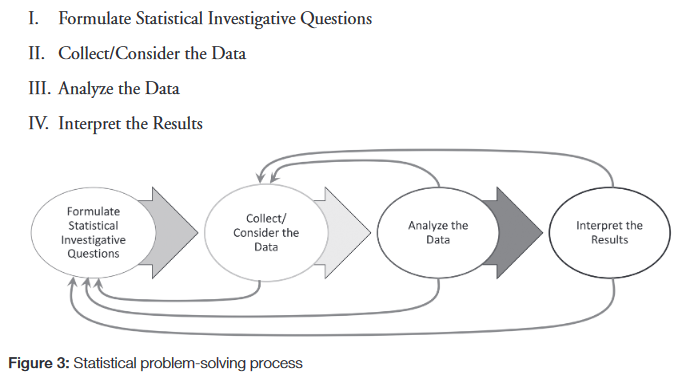 I. Formulate Statistical Investigative Questions
II. Collect/Consider the Data
III. Analyze the Data
IV. Interpret the Results
Formulate
Statistical
Investigative
Questions
Collect/
Consider the
Data
Analyze the
Data
Interpret the
Results
Figure 3: Statistical problem-solving process